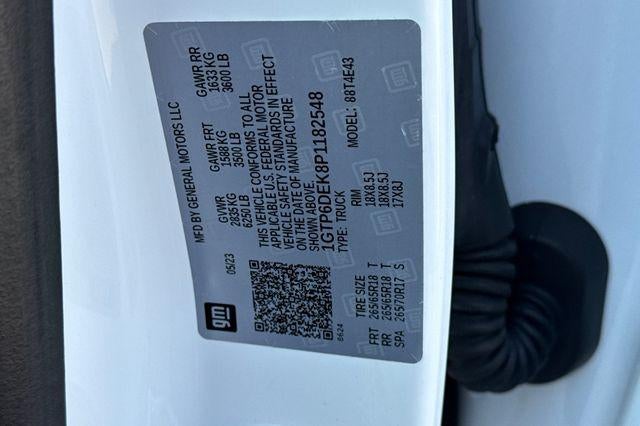 MFD BY GENERAL MOTORS LLC
05/23
GVWR GAWR FRT GAWR RR
2835 KG 1588 KG 1633 KG
6250 LB 3500 LB 3600 LB
THIS VEHICLE CONFORMS TO ALL
APPLICABLE U.S. FEDERAL MOTOR
VEHICLE SAFETY STANDARDS IN EFFECT
ON THE DATE OF MANUFACTURE
SHOWN ABOVE.
1GTP6DEK8P1182548
TYPE: TRUCK MODEL: 88T4E43
gm
8624
TIRE SIZE RIM
FRT 265/65R18 T 18X8.5J
RR 265/65R18 T 18X8.5J
SPA 265/70R17 S 17X8J